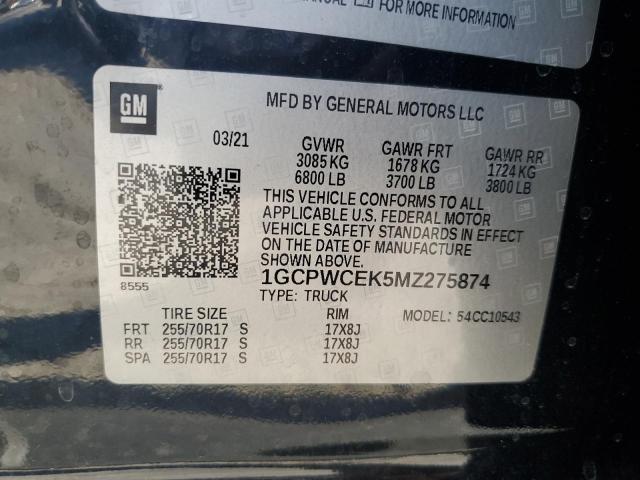 MANUAL FOR MORE INFORMATION
GM
MFD BY GENERAL MOTORS LLC
03/21 GVWR GAWR FRT GAWR RR
3085 KG 1678 KG 1724 KG
6800 LB 3700 LB 3800 LB
THIS VEHICLE CONFORMS TO ALL
APPLICABLE U.S. FEDERAL MOTOR
VEHICLE SAFETY STANDARDS IN EFFECT
ON THE DATE OF MANUFACTURE
SHOWN ABOVE.
8555
1GCPWCEK5MZ275874
TYPE: TRUCK
TIRE SIZE RIM MODEL: 54CC10543
FRT 255/70R17 S 17X8J
RR 255/70R17 S 17X8J
SPA 255/70R17 S 17X8J